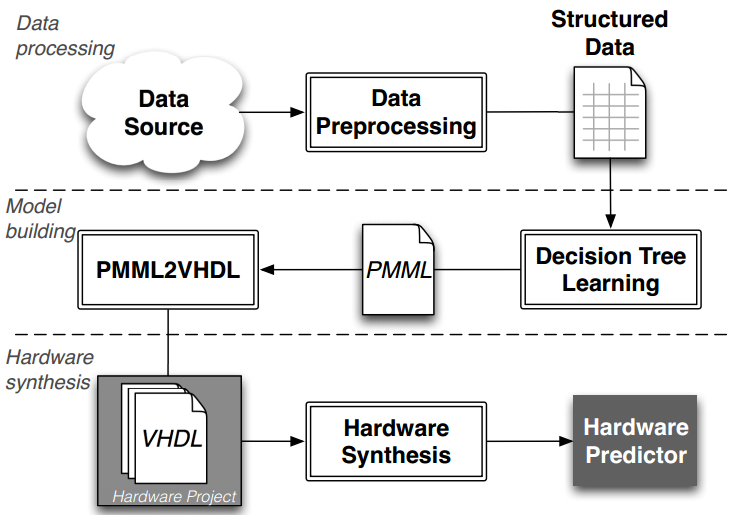 Data
processing
Structured
Data
Data
Source
Data
Preprocessing
Model
building
PMML2VHDL
PMML
Decision Tree
Learning
Hardware
synthesis
VHDL
Hardware Project
Hardware
Synthesis
Hardware
Predictor